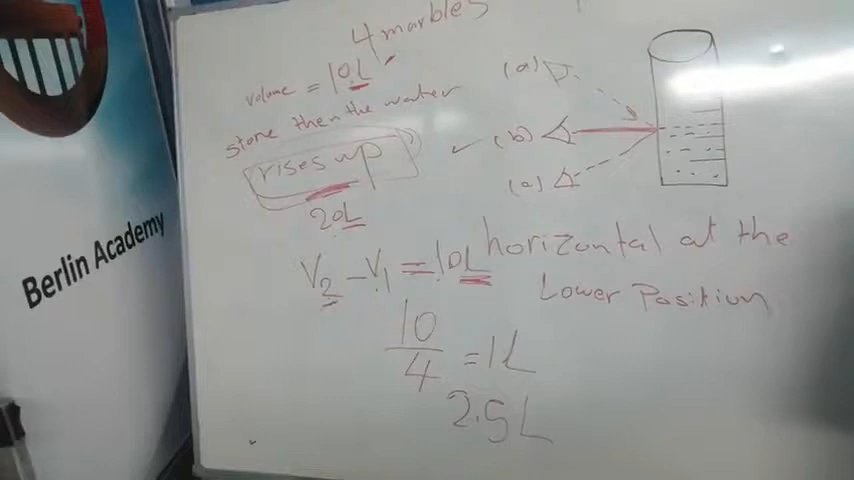 4 marbles
volume = 10L
stone then the water
rises up
20L
V2 - V1 = 10L
10
4
= 1L
2.5L
(a)
(b)
(a)
horizontal at the
Lower Position
Berlin Academy